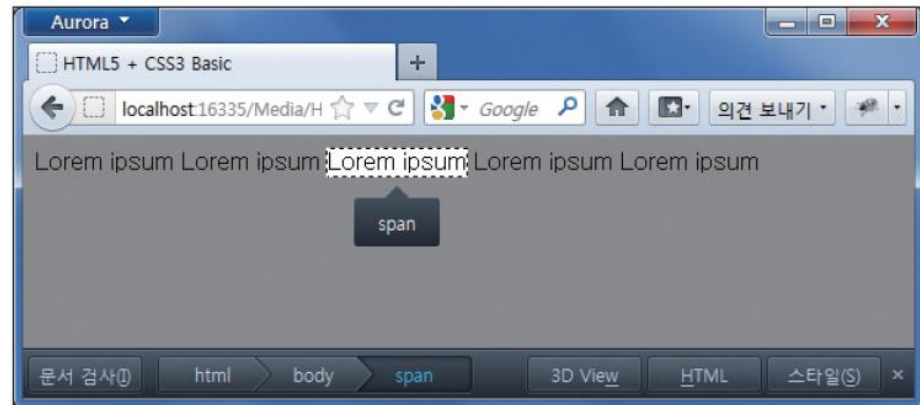 Aurora
HTML5 + CSS3 Basic
localhost:16335/Media/H Google 의견 보내기
Lorem ipsum Lorem ipsum Lorem ipsum Lorem ipsum Lorem ipsum
span
문서 검사(I) html body span 3D View HTML 스타일(S)